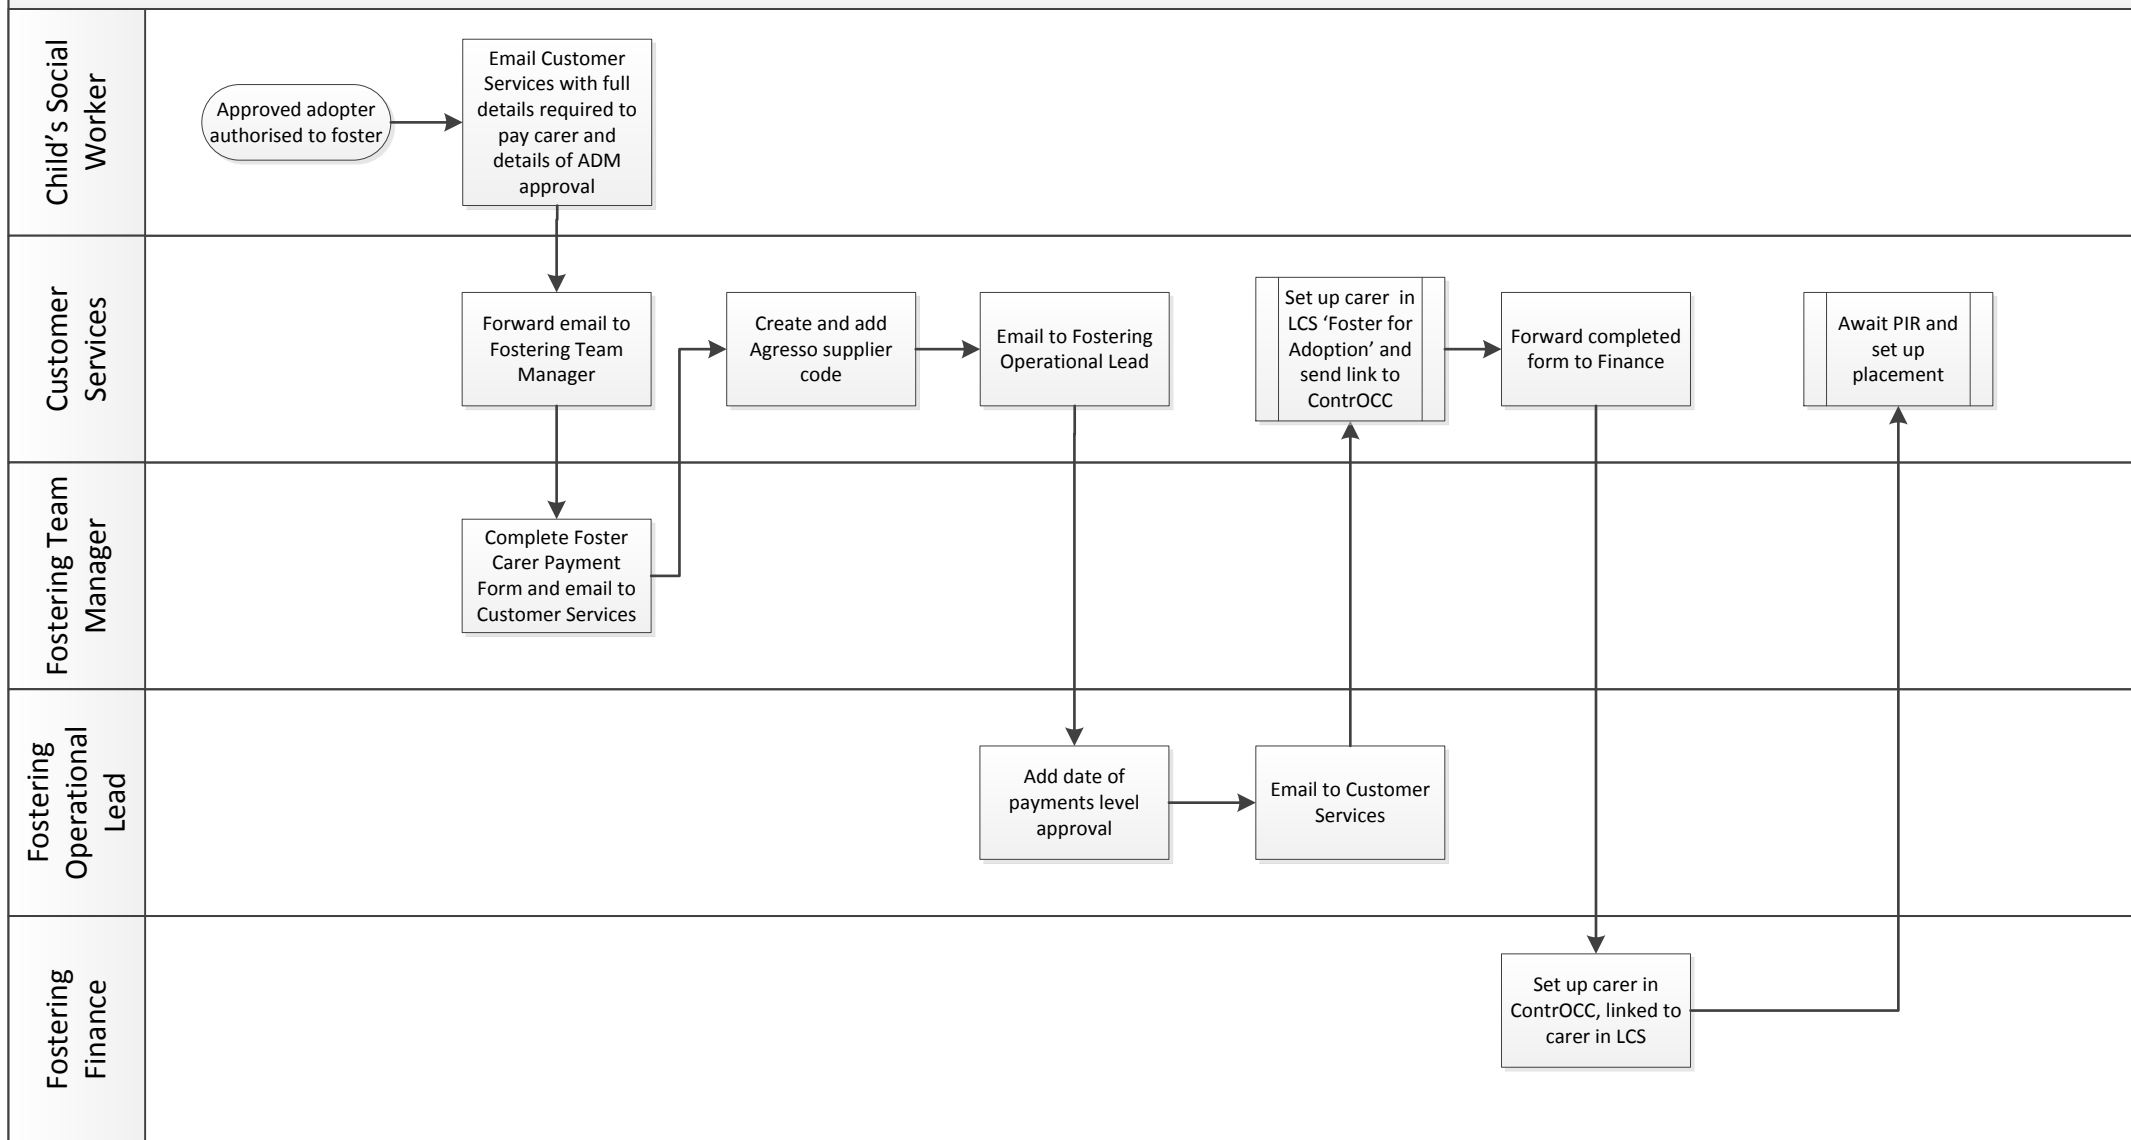 Child's Social
Worker
Approved adopter
authorised to foster
Email Customer
Services with full
details required to
pay carer and
details of ADM
approval
Customer
Services
Forward email to
Fostering Team
Manager
Create and add
Agresso supplier
code
Email to Fostering
Operational Lead
Set up carer  in
LCS ‘Foster for
Adoption’ and
send link to
ContrOCC
Forward completed
form to Finance
Await PIR and
set up
placement
Fostering Team
Manager
Complete Foster
Carer Payment
Form and email to
Customer Services
Fostering
Operational
Lead
Add date of
payments level
approval
Email to Customer
Services
Fostering
Finance
Set up carer in
ContrOCC, linked to
carer in LCS